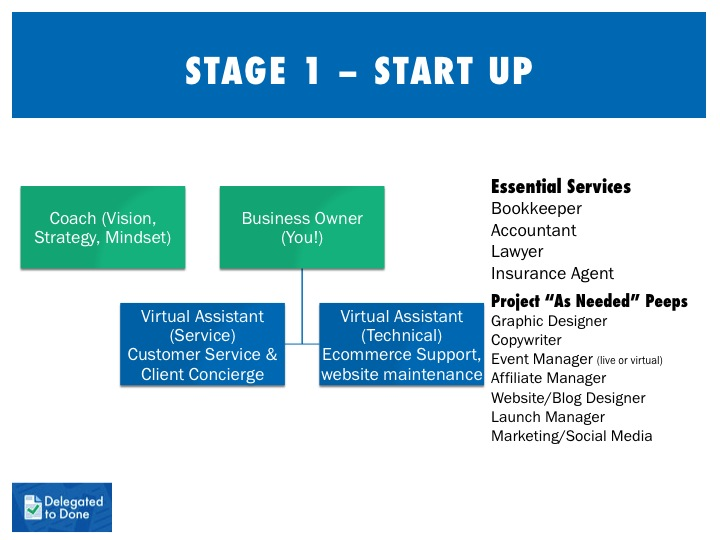 STAGE 1 – START UP
Coach (Vision,
Strategy, Mindset)
Business Owner
(You!)
Virtual Assistant
(Service)
Customer Service &
Client Concierge
Virtual Assistant
(Technical)
Ecommerce Support,
website maintenance
Essential Services
Bookkeeper
Accountant
Lawyer
Insurance Agent
Project “As Needed” Peeps
Graphic Designer
Copywriter
Event Manager (live or virtual)
Affiliate Manager
Website/Blog Designer
Launch Manager
Marketing/Social Media
Delegated
to Done